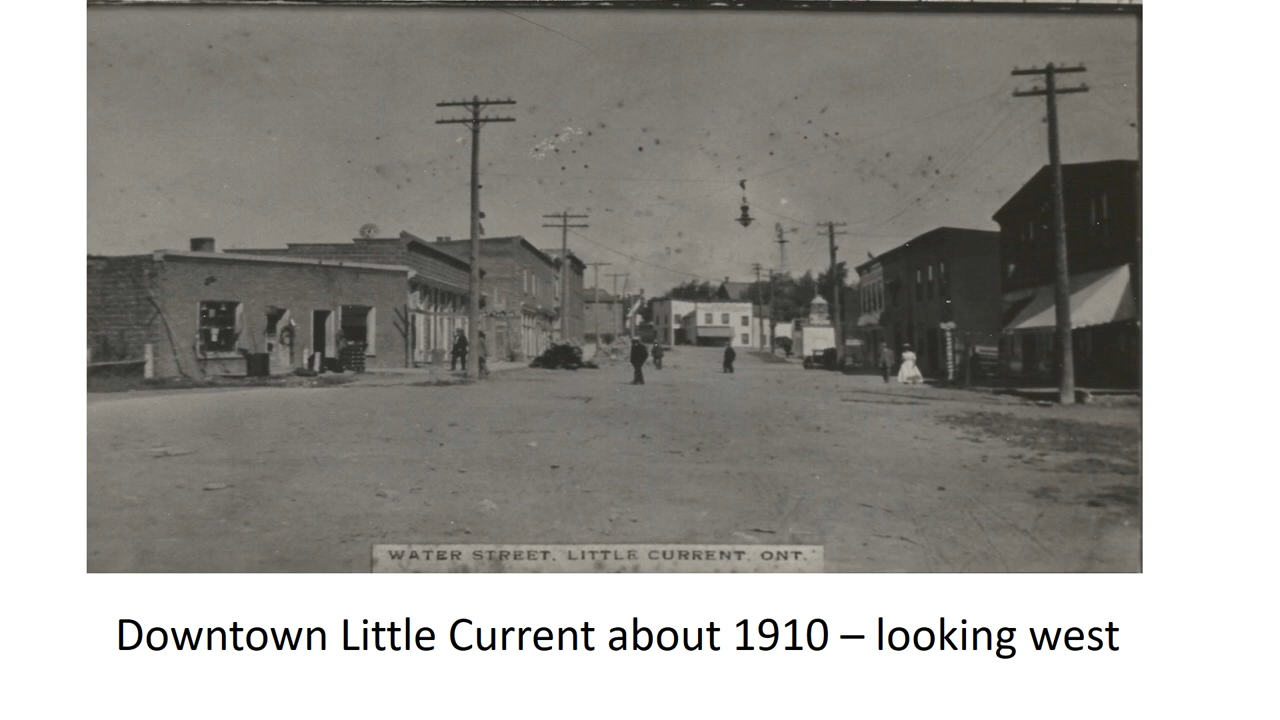 WATER STREET, LITTLE CURRENT, ONT.
Downtown Little Current about 1910 – looking west